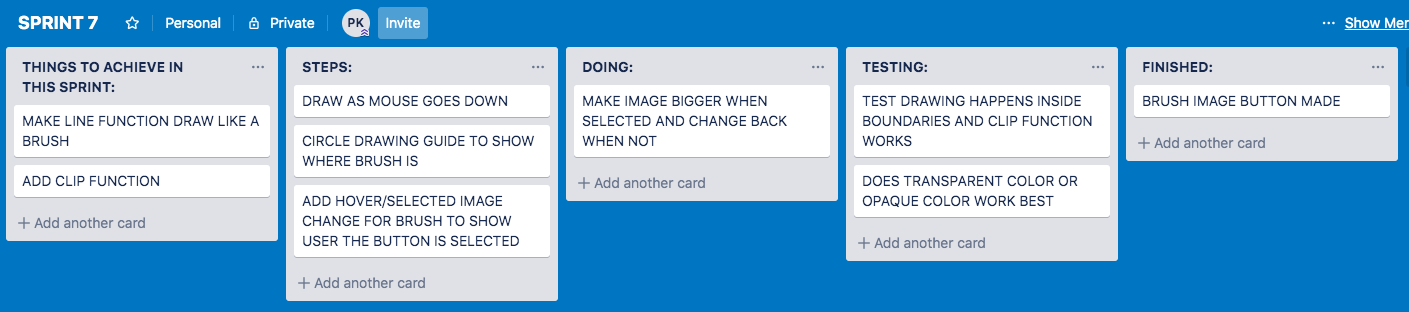 SPRINT 7
Personal
Private
PK
Invite
Show Mer
THINGS TO ACHIEVE IN
THIS SPRINT:
MAKE LINE FUNCTION DRAW LIKE A
BRUSH
ADD CLIP FUNCTION
+ Add another card
STEPS:
DRAW AS MOUSE GOES DOWN
CIRCLE DRAWING GUIDE TO SHOW
WHERE BRUSH IS
ADD HOVER/SELECTED IMAGE
CHANGE FOR BRUSH TO SHOW
USER THE BUTTON IS SELECTED
+ Add another card
DOING:
MAKE IMAGE BIGGER WHEN
SELECTED AND CHANGE BACK
WHEN NOT
+ Add another card
TESTING:
TEST DRAWING HAPPENS INSIDE
BOUNDARIES AND CLIP FUNCTION
WORKS
DOES TRANSPARENT COLOR OR
OPAQUE COLOR WORK BEST
+ Add another card
FINISHED:
BRUSH IMAGE BUTTON MADE
+ Add another card